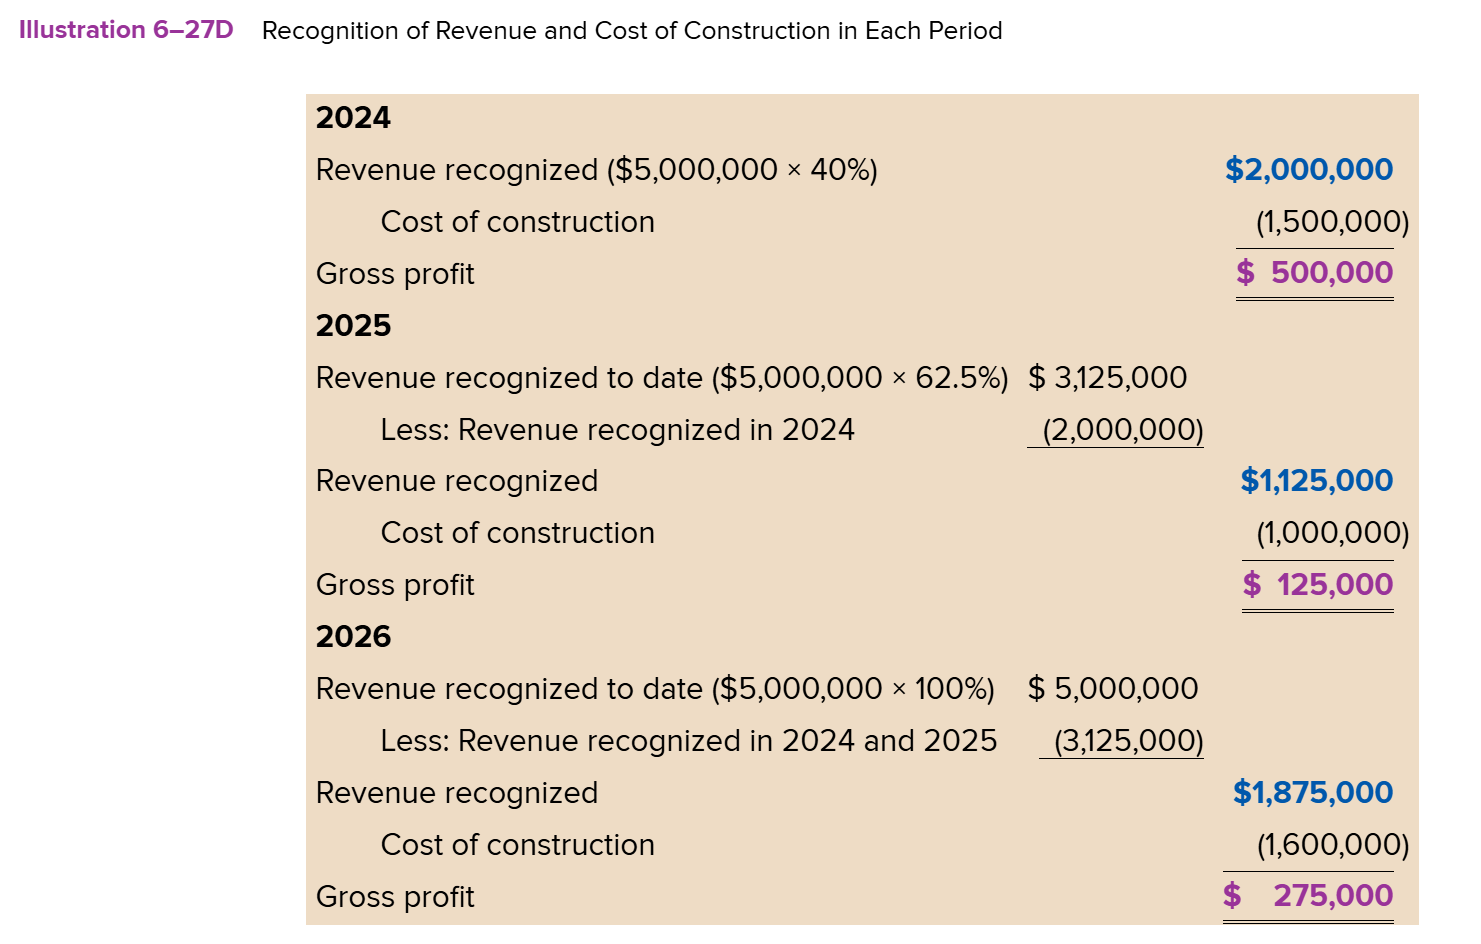 Illustration 6–27D Recognition of Revenue and Cost of Construction in Each Period
2024
Revenue recognized ($5,000,000 × 40%) $2,000,000
Cost of construction (1,500,000)
Gross profit $ 500,000
2025
Revenue recognized to date ($5,000,000 × 62.5%) $ 3,125,000
Less: Revenue recognized in 2024 (2,000,000)
Revenue recognized $1,125,000
Cost of construction (1,000,000)
Gross profit $ 125,000
2026
Revenue recognized to date ($5,000,000 × 100%) $ 5,000,000
Less: Revenue recognized in 2024 and 2025 (3,125,000)
Revenue recognized $1,875,000
Cost of construction (1,600,000)
Gross profit $ 275,000